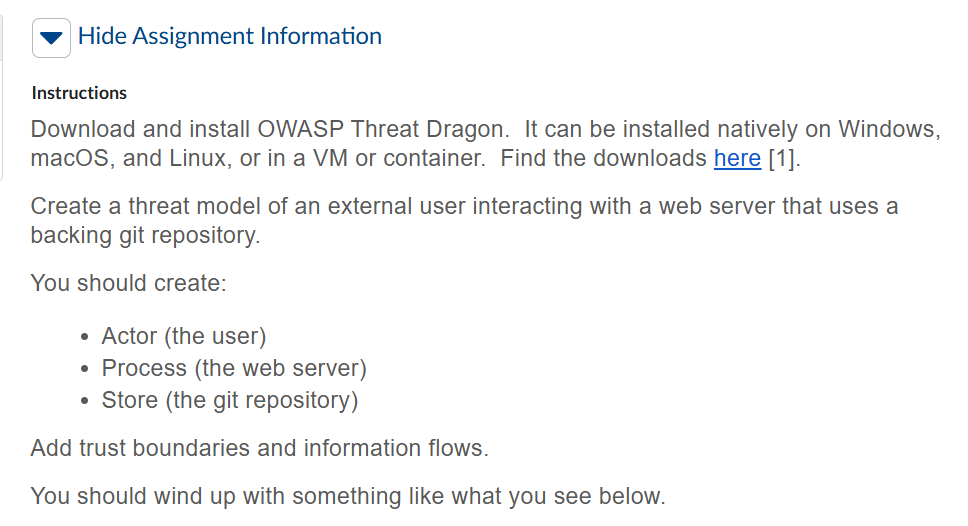 Hide Assignment Information
Instructions
Download and install OWASP Threat Dragon.  It can be installed natively on Windows,
macOS, and Linux, or in a VM or container.  Find the downloads here [1].
Create a threat model of an external user interacting with a web server that uses a
backing git repository.
You should create:
• Actor (the user)
• Process (the web server)
• Store (the git repository)
Add trust boundaries and information flows.
You should wind up with something like what you see below.